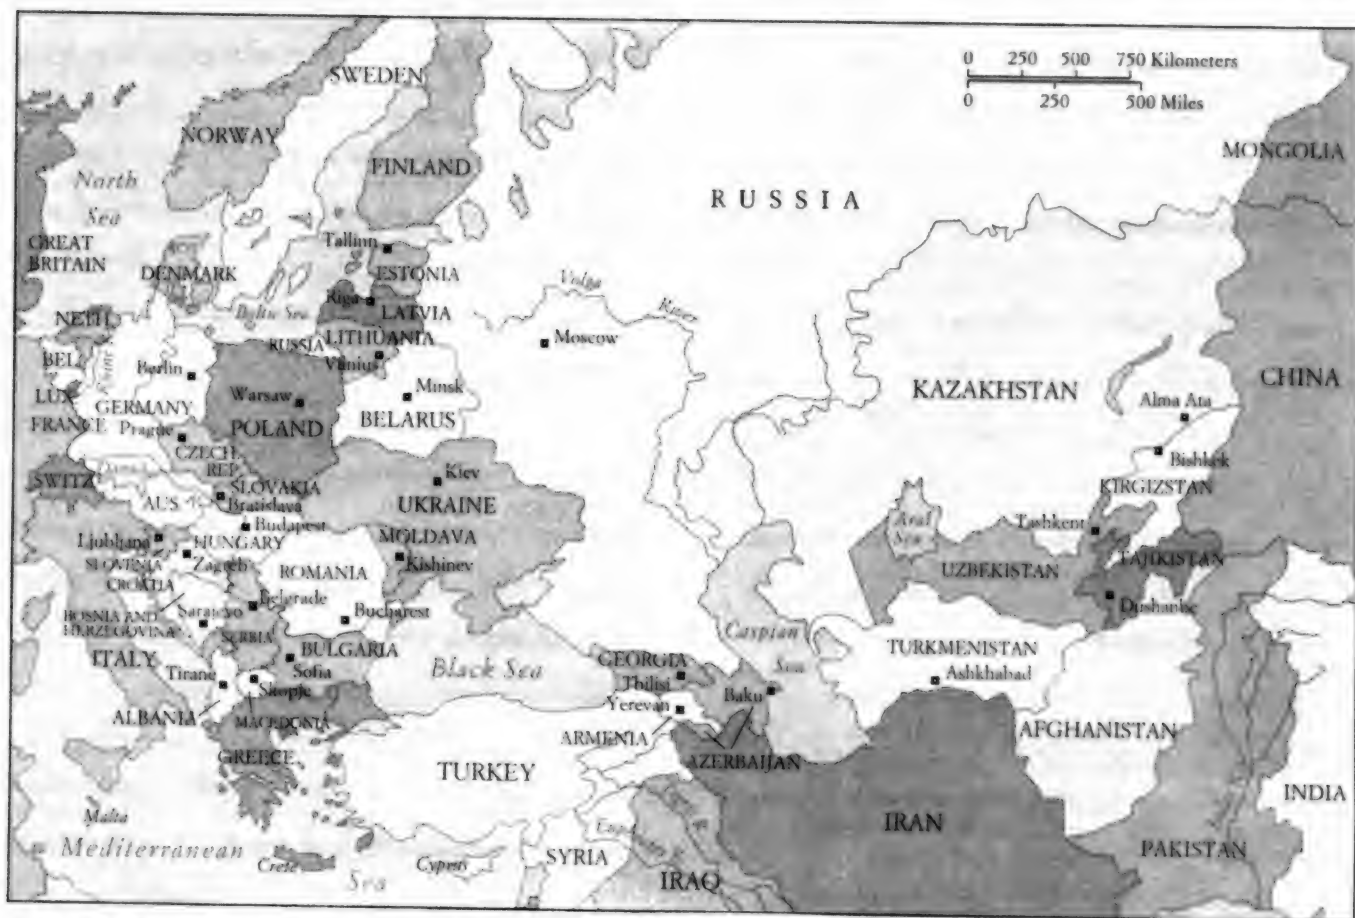 0 250 500 750 Kilometers
0 250 500 Miles
SWEDEN
NORWAY
FINLAND
MONGOLIA
North
Sea
RUSSIA
GREAT
BRITAIN
DENMARK
Tallinn
ESTONIA
Riga
LATVIA
Baltic Sea
NETH.
LITHUANIA
RUSSIA
Vilnius
Volga
River
Moscow
BEL.
Rhine
Berlin
LUX.
GERMANY
Warsaw
POLAND
Minsk
BELARUS
KAZAKHSTAN
CHINA
Alma Ata
FRANCE
Prague
CZECH
REP.
Bishkek
KIRGIZSTAN
SWITZ.
AUS.
SLOVAKIA
Bratislava
Kiev
UKRAINE
Budapest
HUNGARY
MOLDAVA
Kishinev
Ljubljana
SLOVENIA
Zagreb
CROATIA
ROMANIA
Aral
Sea
Tashkent
TAJIKISTAN
UZBEKISTAN
Dushanbe
BOSNIA AND
HERZEGOVINA
Sarajevo
Belgrade
Bucharest
SERBIA
ITALY
BULGARIA
Sofia
Black Sea
Caspian
Sea
TURKMENISTAN
Ashkhabad
GEORGIA
Tbilisi
Baku
Tirane
Skopje
ALBANIA
MACEDONIA
Yerevan
ARMENIA
AZERBAIJAN
AFGHANISTAN
GREECE
TURKEY
IRAN
INDIA
Malta
Mediterranean
Sea
Crete
Cyprus
SYRIA
IRAQ
PAKISTAN